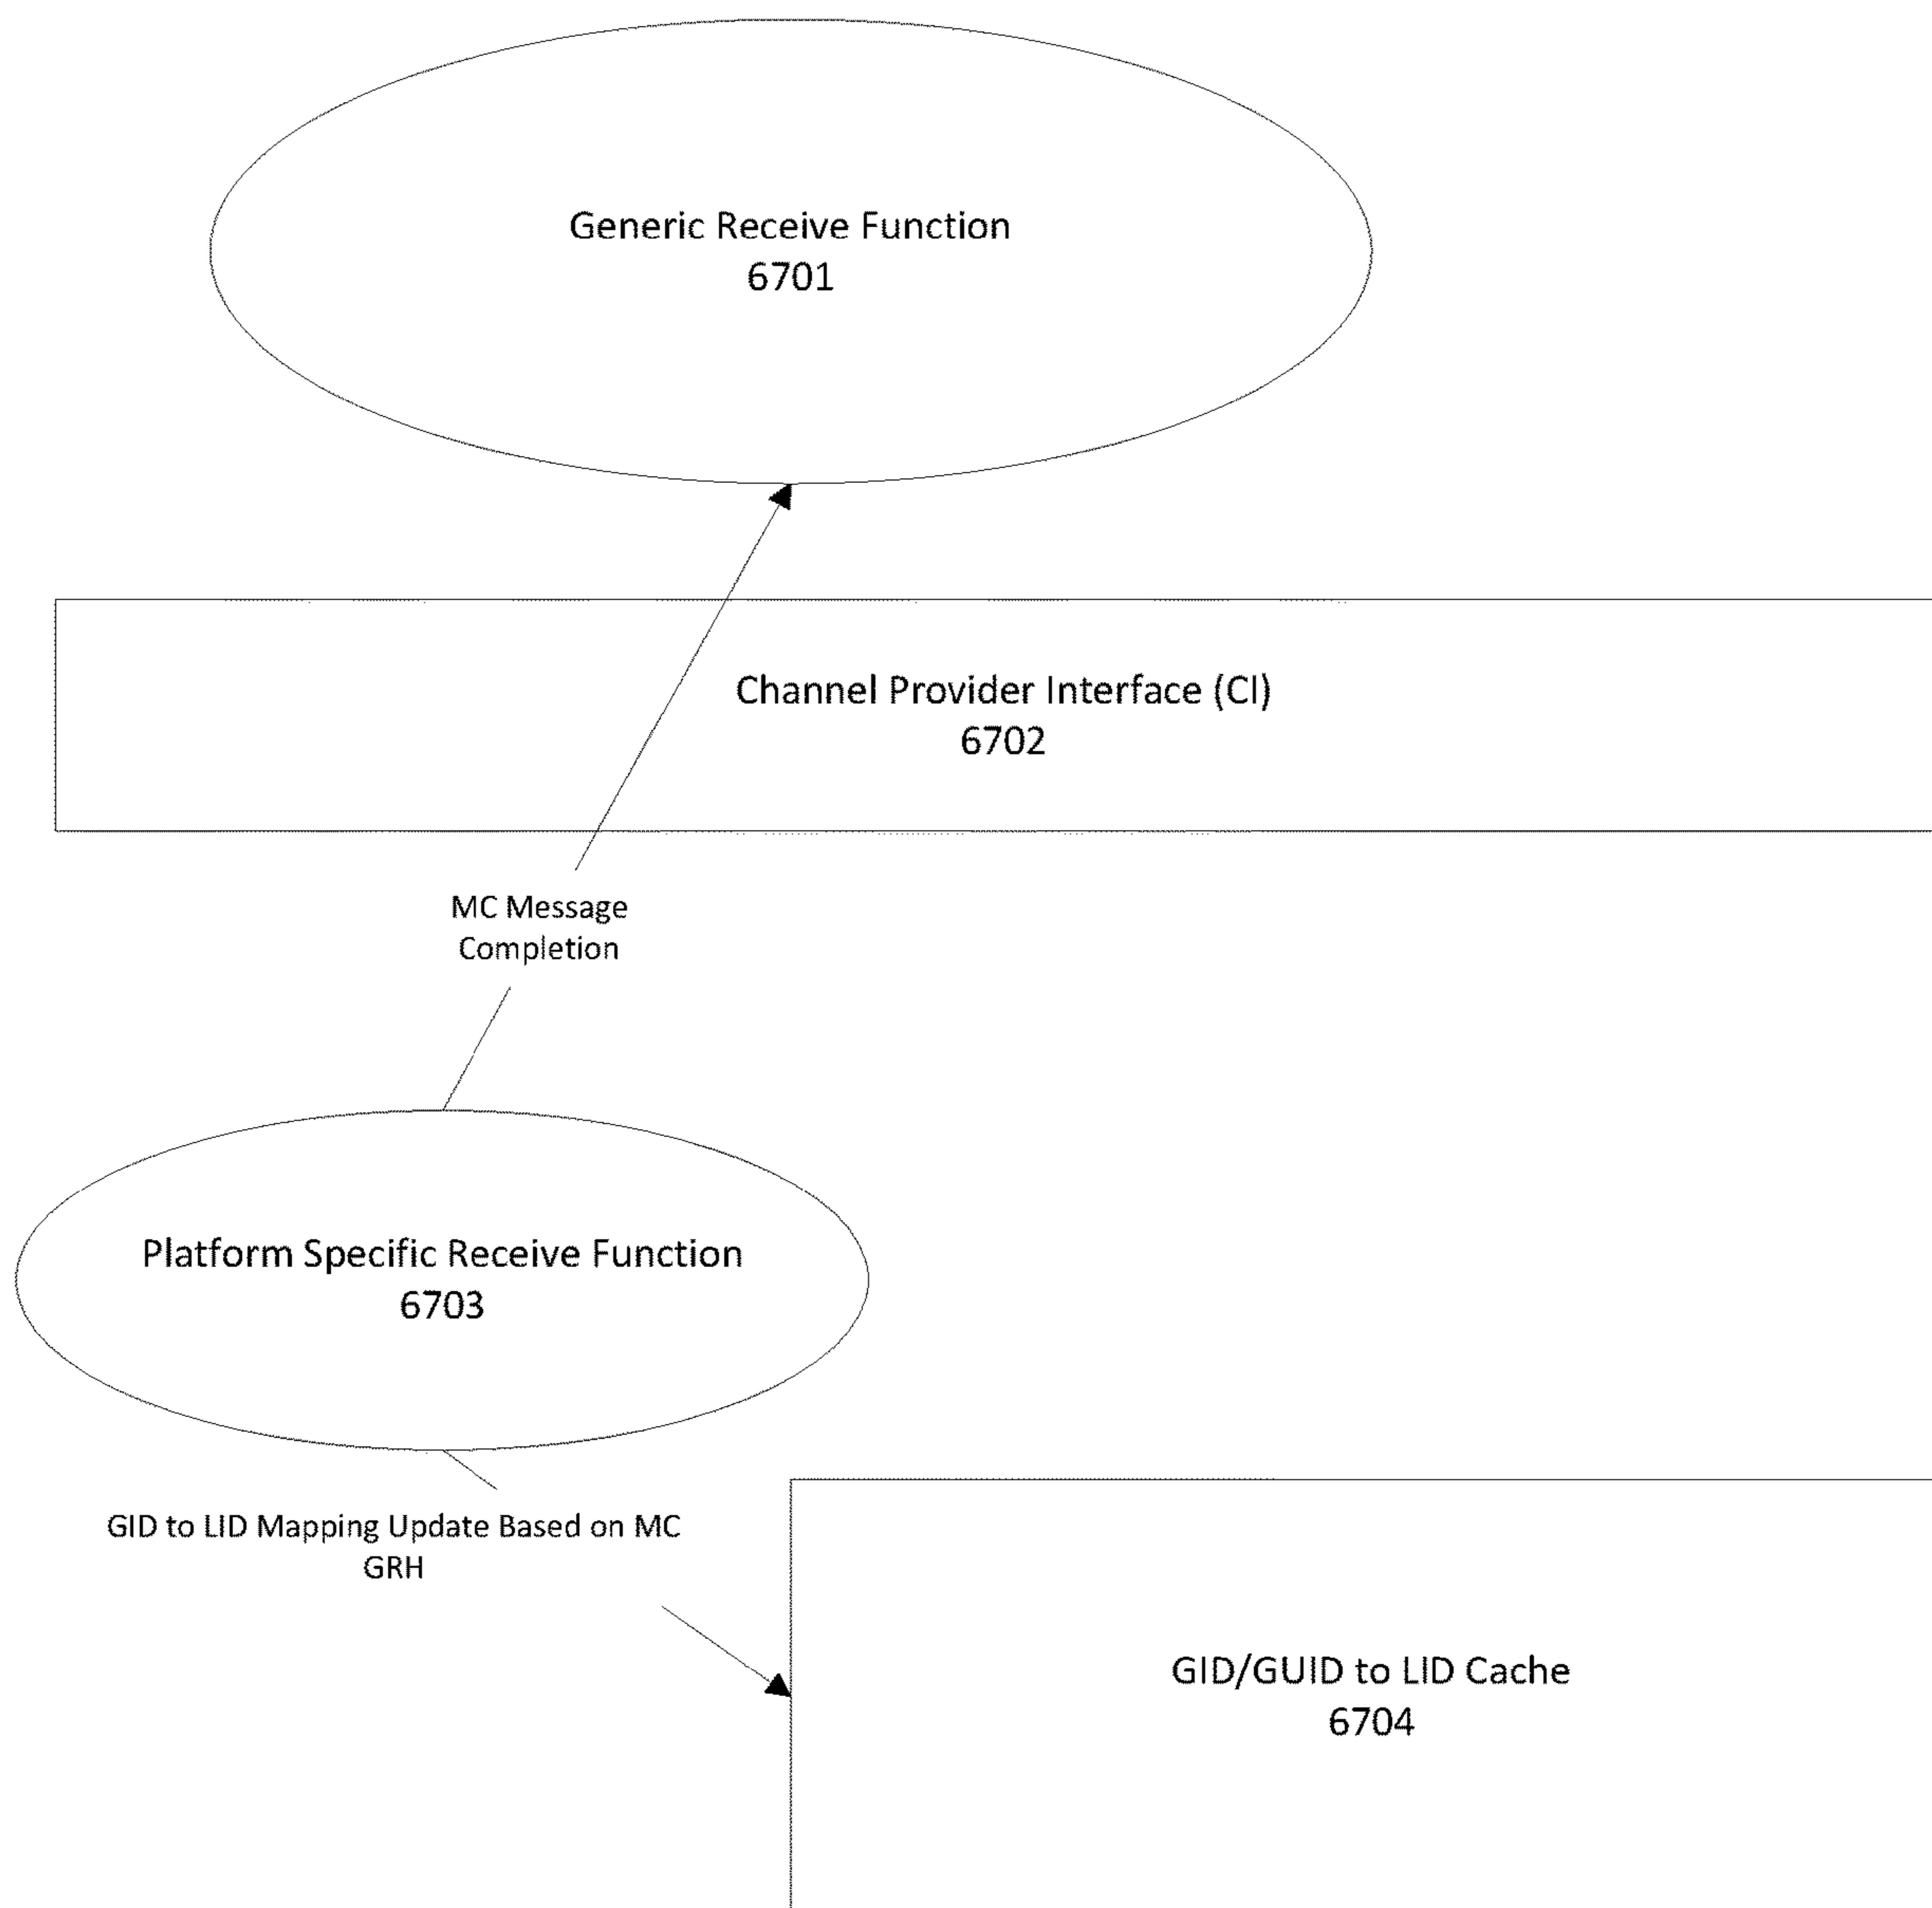 Generic Receive Function
6701
Channel Provider Interface (CI)
6702
MC Message
Completion
Platform Specific Receive Function
6703
GID to LID Mapping Update Based on MC
GRH
GID/GUID to LID Cache
6704